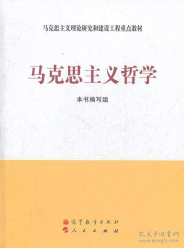 马克思主义理论研究和建设工程重点教材
马克思主义哲学
本书编写组
高等教育出版社
人民出版社